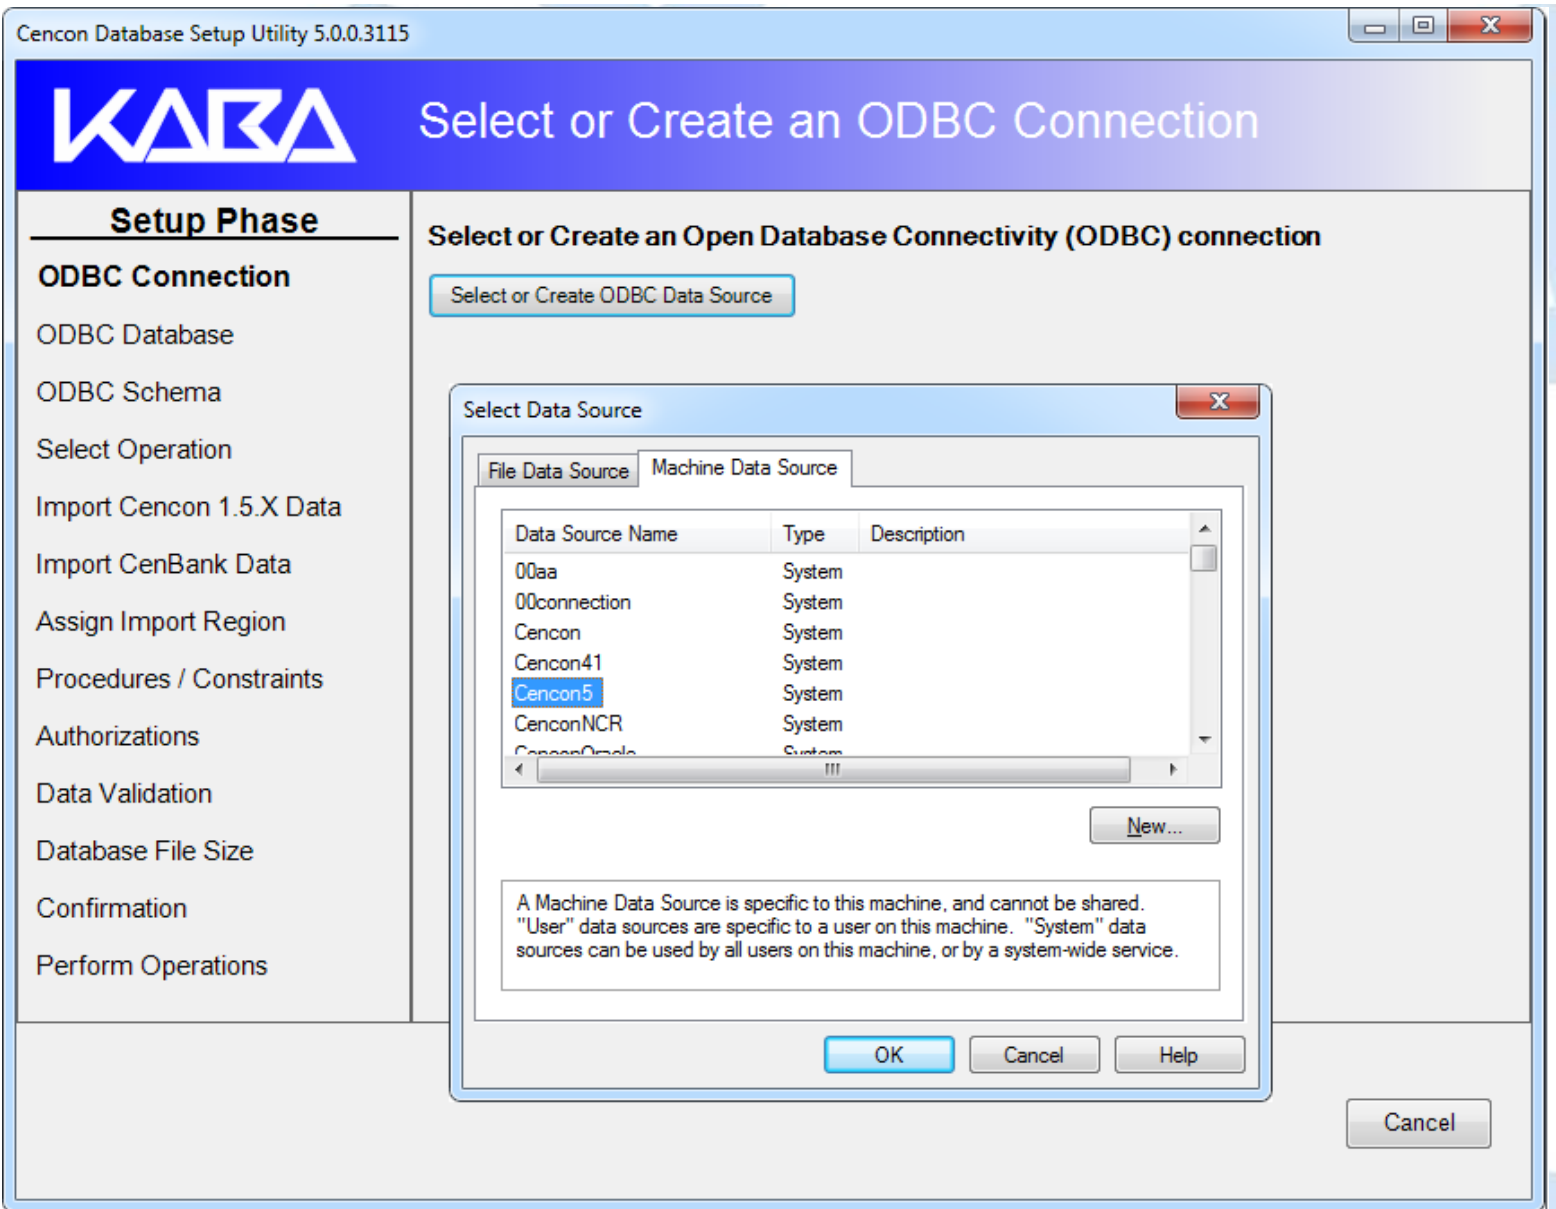 Cencon Database Setup Utility 5.0.0.3115
KABA
Select or Create an ODBC Connection
Setup Phase
ODBC Connection
ODBC Database
ODBC Schema
Select Operation
Import Cencon 1.5.X Data
Import CenBank Data
Assign Import Region
Procedures / Constraints
Authorizations
Data Validation
Database File Size
Confirmation
Perform Operations
Select or Create an Open Database Connectivity (ODBC) connection
Select or Create ODBC Data Source
Select Data Source
File Data Source Machine Data Source
Data Source Name Type Description
00aa System
00connection System
Cencon System
Cencon41 System
Cencon5 System
CenconNCR System
CenconOracle System
New...
A Machine Data Source is specific to this machine, and cannot be shared.
"User" data sources are specific to a user on this machine. "System" data
sources can be used by all users on this machine, or by a system-wide service.
OK Cancel Help
Cancel